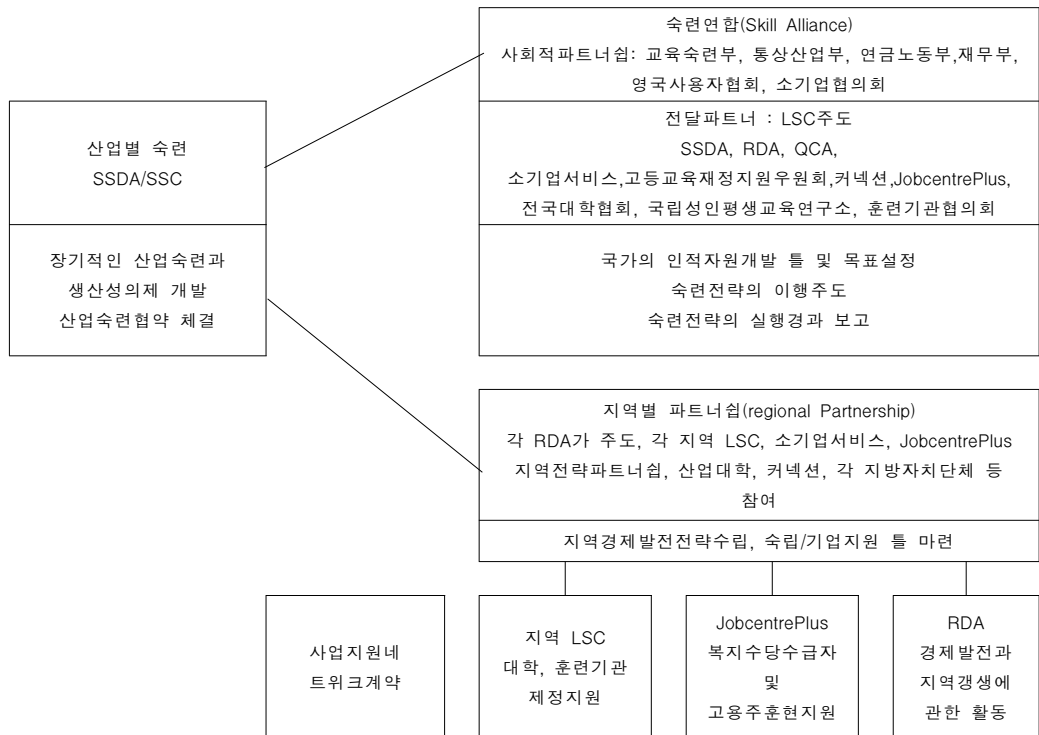 숙련연합(Skill Alliance)
사회적파트너쉽: 교육숙련부, 통상산업부, 연금노동부,재무부,
영국사용자협회, 소기업협의회
전달파트너 : LSC주도
SSDA, RDA, QCA,
소기업서비스,고등교육재정지원우원회,커넥션,JobcentrePlus,
전국대학협회, 국립성인평생교육연구소, 훈련기관협의회
국가의 인적자원개발 틀 및 목표설정
숙련전략의 이행주도
숙련전략의 실행경과 보고
산업별 숙련
SSDA/SSC
장기적인 산업숙련과
생산성의제 개발
산업숙련협약 체결
지역별 파트너쉽(regional Partnership)
각 RDA가 주도, 각 지역 LSC, 소기업서비스, JobcentrePlus
지역전략파트너쉽, 산업대학, 커넥션, 각 지방자치단체 등
참여
지역경제발전전략수립, 숙립/기업지원 틀 마련
사업지원네
트위크계약
지역 LSC
대학, 훈련기관
제정지원
JobcentrePlus
복지수당수급자
및
고용주훈현지원
RDA
경제발전과
지역갱생에
관한 활동